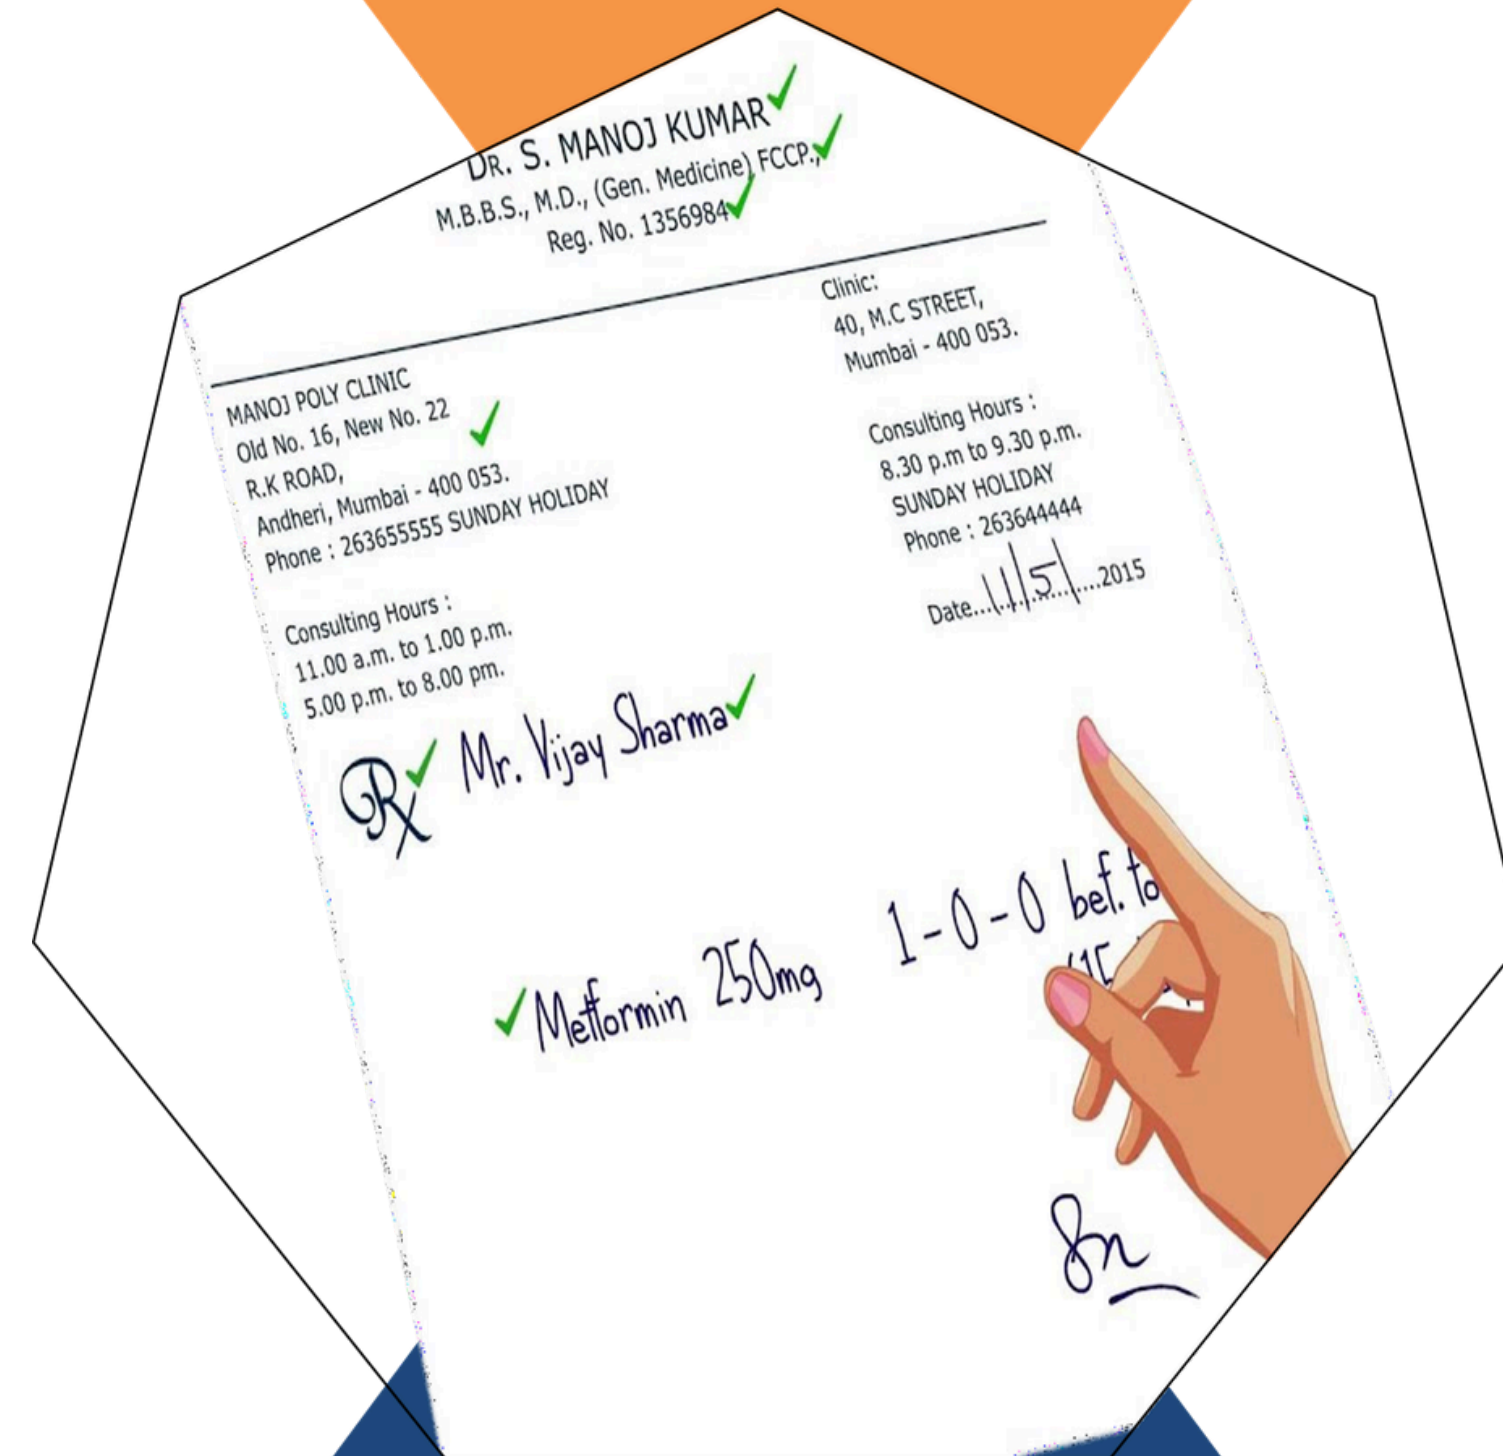 DR. S. MANOJ KUMAR
M.B.B.S., M.D., (Gen. Medicine) FCCP.,
Reg. No. 1356984
MANOJ POLY CLINIC
Old No. 16, New No. 22
R.K ROAD,
Andheri, Mumbai - 400 053.
Phone : 263655555 SUNDAY HOLIDAY
Consulting Hours :
11.00 a.m. to 1.00 p.m.
5.00 p.m. to 8.00 pm.
Clinic:
40, M.C STREET,
Mumbai - 400 053.
Consulting Hours :
8.30 p.m to 9.30 p.m.
SUNDAY HOLIDAY
Phone : 263644444
Date...11/5/...2015
Rx Mr. Vijay Sharma
Metformin 250mg 1-0-0 bef.